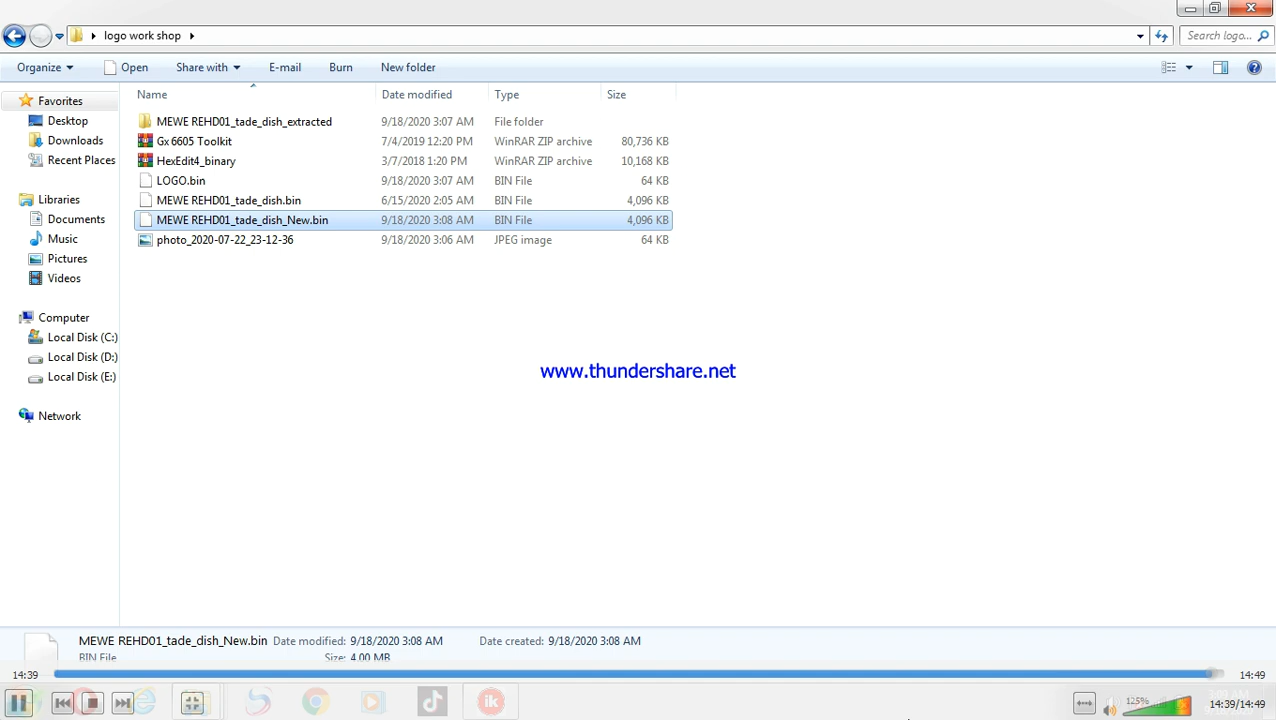 logo work shop
Search logo...
Organize
Open
Share with
E-mail
Burn
New folder
Name
Date modified
Type
Size
Favorites
Desktop
Downloads
Recent Places
Libraries
Documents
Music
Pictures
Videos
Computer
Local Disk (C:)
Local Disk (D:)
Local Disk (E:)
Network
MEWE REHD01_tade_dish_extracted 9/18/2020 3:07 AM File folder
Gx 6605 Toolkit 7/4/2019 12:20 PM WinRAR ZIP archive 80,736 KB
HexEdit4_binary 3/7/2018 1:20 PM WinRAR ZIP archive 10,168 KB
LOGO.bin 9/18/2020 3:07 AM BIN File 64 KB
MEWE REHD01_tade_dish.bin 6/15/2020 2:05 AM BIN File 4,096 KB
MEWE REHD01_tade_dish_New.bin 9/18/2020 3:08 AM BIN File 4,096 KB
photo_2020-07-22_23-12-36 9/18/2020 3:06 AM JPEG image 64 KB
www.thundershare.net
MEWE REHD01_tade_dish_New.bin Date modified: 9/18/2020 3:08 AM Date created: 9/18/2020 3:08 AM
BIN File Size: 4.00 MB
14:39
14:49
125%
14:39/14:49